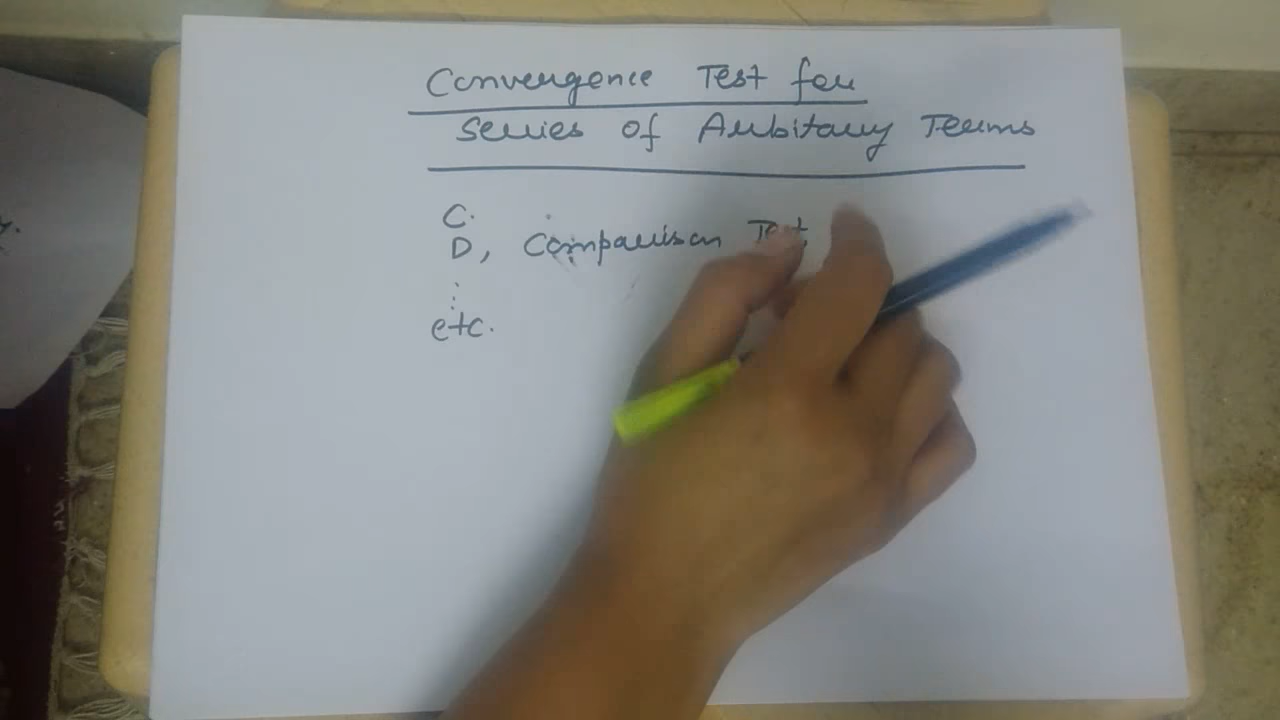 Convergence Test for
Series of Arbitary Terms
C.
D, Comparison Test,
⋮
etc.